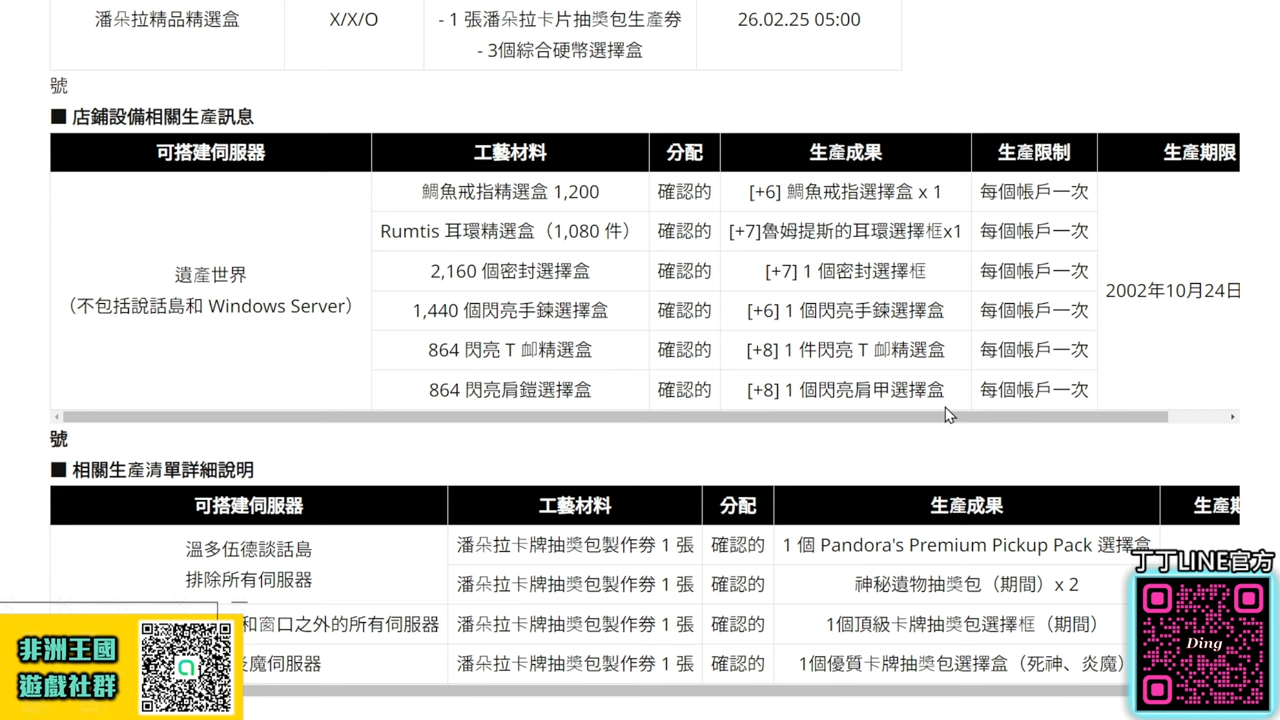 潘朵拉精品精選盒 X/X/O - 1 張潘朵拉卡片抽獎包生產券 26.02.25 05:00
- 3個綜合硬幣選擇盒
號
■ 店鋪設備相關生產訊息
可搭建伺服器 工藝材料 分配 生產成果 生產限制 生產期限
鯛魚戒指精選盒 1,200 確認的 [+6] 鯛魚戒指選擇盒 x 1 每個帳戶一次
Rumtis 耳環精選盒（1,080 件） 確認的 [+7]魯姆提斯的耳環選擇框x1 每個帳戶一次
遺產世界 2,160 個密封選擇盒 確認的 [+7] 1 個密封選擇框 每個帳戶一次
（不包括說話島和 Windows Server） 1,440 個閃亮手鍊選擇盒 確認的 [+6] 1 個閃亮手鍊選擇盒 每個帳戶一次 2002年10月24日
864 閃亮 T 卹精選盒 確認的 [+8] 1 件閃亮 T 卹精選盒 每個帳戶一次
864 閃亮肩鎧選擇盒 確認的 [+8] 1 個閃亮肩甲選擇盒 每個帳戶一次
號
■ 相關生產清單詳細說明
可搭建伺服器 工藝材料 分配 生產成果 生產期
溫多伍德談話島 潘朵拉卡牌抽獎包製作券 1 張 確認的 1 個 Pandora's Premium Pickup Pack 選擇盒
排除所有伺服器 潘朵拉卡牌抽獎包製作券 1 張 確認的 神秘遺物抽獎包（期間）x 2
和窗口之外的所有伺服器 潘朵拉卡牌抽獎包製作券 1 張 確認的 1個頂級卡牌抽獎包選擇框（期間）
炎魔伺服器 潘朵拉卡牌抽獎包製作券 1 張 確認的 1個優質卡牌抽獎包選擇盒（死神、炎魔）
丁丁LINE官方
Ding
非洲王國
遊戲社群